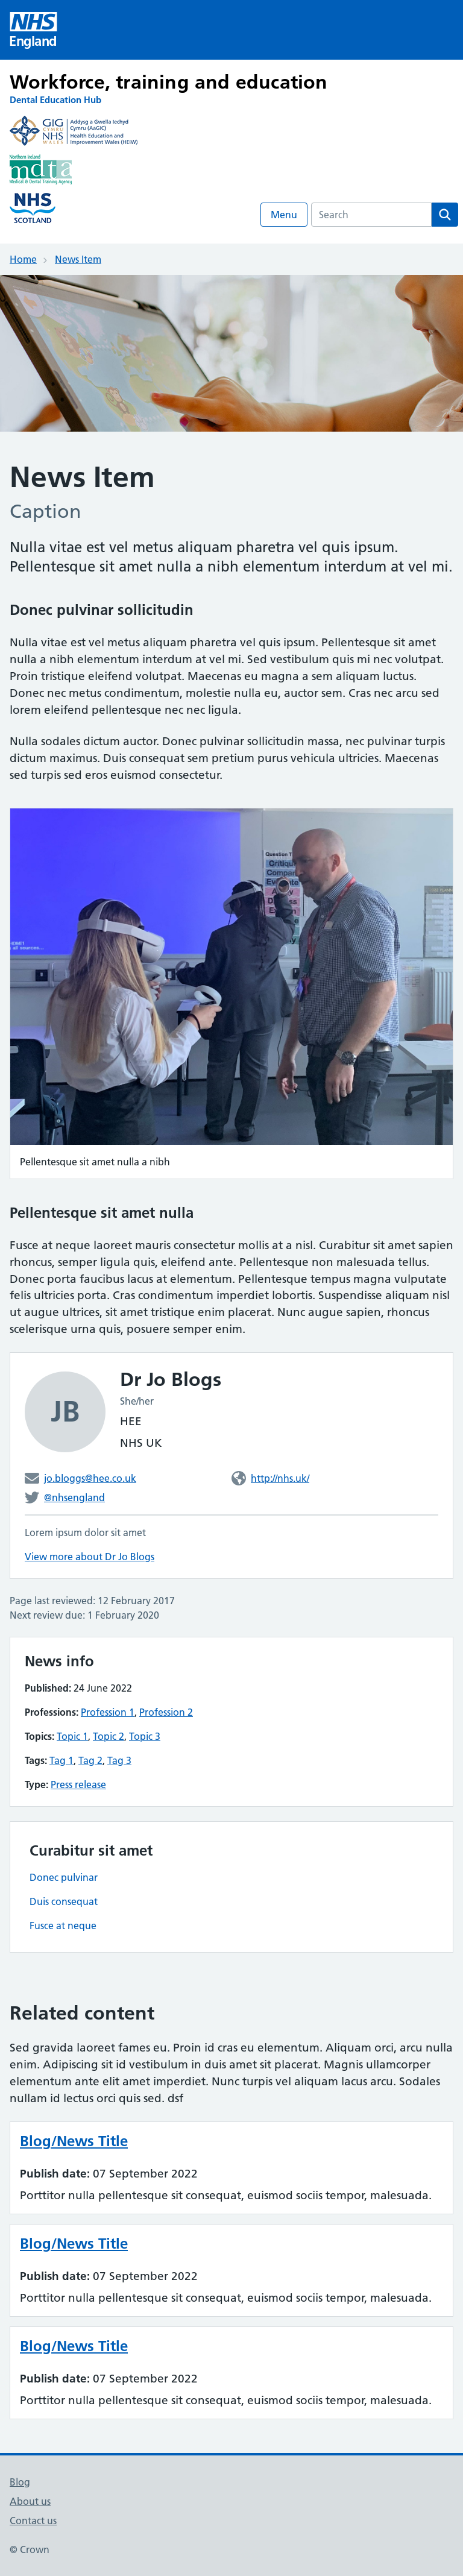 NHS
England
Workforce, training and education
Dental Education Hub
GIG
CYMRU
NHS
WALES
Addysg a Gwella Iechyd
Cymru (AaGIC)
Health Education and
Improvement Wales (HEIW)
Northern Ireland
mdta
Medical & Dental Training Agency
NHS
SCOTLAND
Menu
Search
Home
News Item
News Item
Caption
Nulla vitae est vel metus aliquam pharetra vel quis ipsum.
Pellentesque sit amet nulla a nibh elementum interdum at vel mi.
Donec pulvinar sollicitudin
Nulla vitae est vel metus aliquam pharetra vel quis ipsum. Pellentesque sit amet
nulla a nibh elementum interdum at vel mi. Sed vestibulum quis mi nec volutpat.
Proin tristique eleifend volutpat. Maecenas eu magna a sem aliquam luctus.
Donec nec metus condimentum, molestie nulla eu, auctor sem. Cras nec arcu sed
lorem eleifend pellentesque nec nec ligula.
Nulla sodales dictum auctor. Donec pulvinar sollicitudin massa, nec pulvinar turpis
dictum maximus. Duis consequat sem pretium purus vehicula ultricies. Maecenas
sed turpis sed eros euismod consectetur.
Question
Critique
Compare
Pellentesque sit amet nulla a nibh
Pellentesque sit amet nulla
Fusce at neque laoreet mauris consectetur mollis at a nisl. Curabitur sit amet sapien
rhoncus, semper ligula quis, eleifend ante. Pellentesque non malesuada tellus.
Donec porta faucibus lacus at elementum. Pellentesque tempus magna vulputate
felis ultricies porta. Cras condimentum imperdiet lobortis. Suspendisse aliquam nisl
ut augue ultrices, sit amet tristique enim placerat. Nunc augue sapien, rhoncus
scelerisque urna quis, posuere semper enim.
JB
Dr Jo Blogs
She/her
HEE
NHS UK
jo.bloggs@hee.co.uk
http://nhs.uk/
@nhsengland
Lorem ipsum dolor sit amet
View more about Dr Jo Blogs
Page last reviewed: 12 February 2017
Next review due: 1 February 2020
News info
Published: 24 June 2022
Professions: Profession 1, Profession 2
Topics: Topic 1, Topic 2, Topic 3
Tags: Tag 1, Tag 2, Tag 3
Type: Press release
Curabitur sit amet
Donec pulvinar
Duis consequat
Fusce at neque
Related content
Sed gravida laoreet fames eu. Proin id cras eu elementum. Aliquam orci, arcu nulla
enim. Adipiscing sit id vestibulum in duis amet sit placerat. Magnis ullamcorper
elementum ante elit amet imperdiet. Nunc turpis vel aliquam lacus arcu. Sodales
nullam id lectus orci quis sed. dsf
Blog/News Title
Publish date: 07 September 2022
Porttitor nulla pellentesque sit consequat, euismod sociis tempor, malesuada.
Blog/News Title
Publish date: 07 September 2022
Porttitor nulla pellentesque sit consequat, euismod sociis tempor, malesuada.
Blog/News Title
Publish date: 07 September 2022
Porttitor nulla pellentesque sit consequat, euismod sociis tempor, malesuada.
Blog
About us
Contact us
© Crown